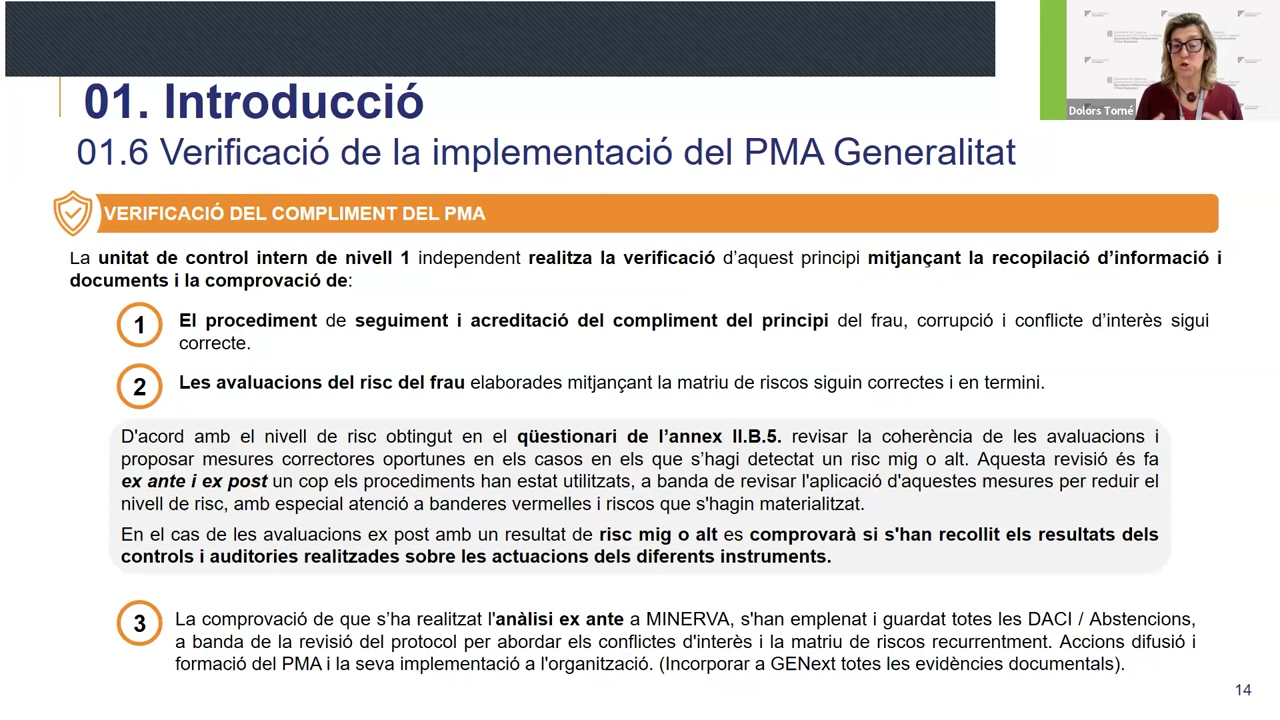 Dolors Torné
01. Introducció
01.6 Verificació de la implementació del PMA Generalitat
VERIFICACIÓ DEL COMPLIMENT DEL PMA
La unitat de control intern de nivell 1 independent realitza la verificació d’aquest principi mitjançant la recopilació d’informació i
documents i la comprovació de:
1
El procediment de seguiment i acreditació del compliment del principi del frau, corrupció i conflicte d’interès sigui
correcte.
2
Les avaluacions del risc del frau elaborades mitjançant la matriu de riscos siguin correctes i en termini.
D'acord amb el nivell de risc obtingut en el qüestionari de l’annex II.B.5. revisar la coherència de les avaluacions i
proposar mesures correctores oportunes en els casos en els que s’hagi detectat un risc mig o alt. Aquesta revisió és fa
ex ante i ex post un cop els procediments han estat utilitzats, a banda de revisar l'aplicació d'aquestes mesures per reduir el
nivell de risc, amb especial atenció a banderes vermelles i riscos que s'hagin materialitzat.
En el cas de les avaluacions ex post amb un resultat de risc mig o alt es comprovarà si s'han recollit els resultats dels
controls i auditories realitzades sobre les actuacions dels diferents instruments.
3
La comprovació de que s’ha realitzat l'anàlisi ex ante a MINERVA, s'han emplenat i guardat totes les DACI / Abstencions,
a banda de la revisió del protocol per abordar els conflictes d'interès i la matriu de riscos recurrentment. Accions difusió i
formació del PMA i la seva implementació a l'organització. (Incorporar a GENext totes les evidències documentals).
14